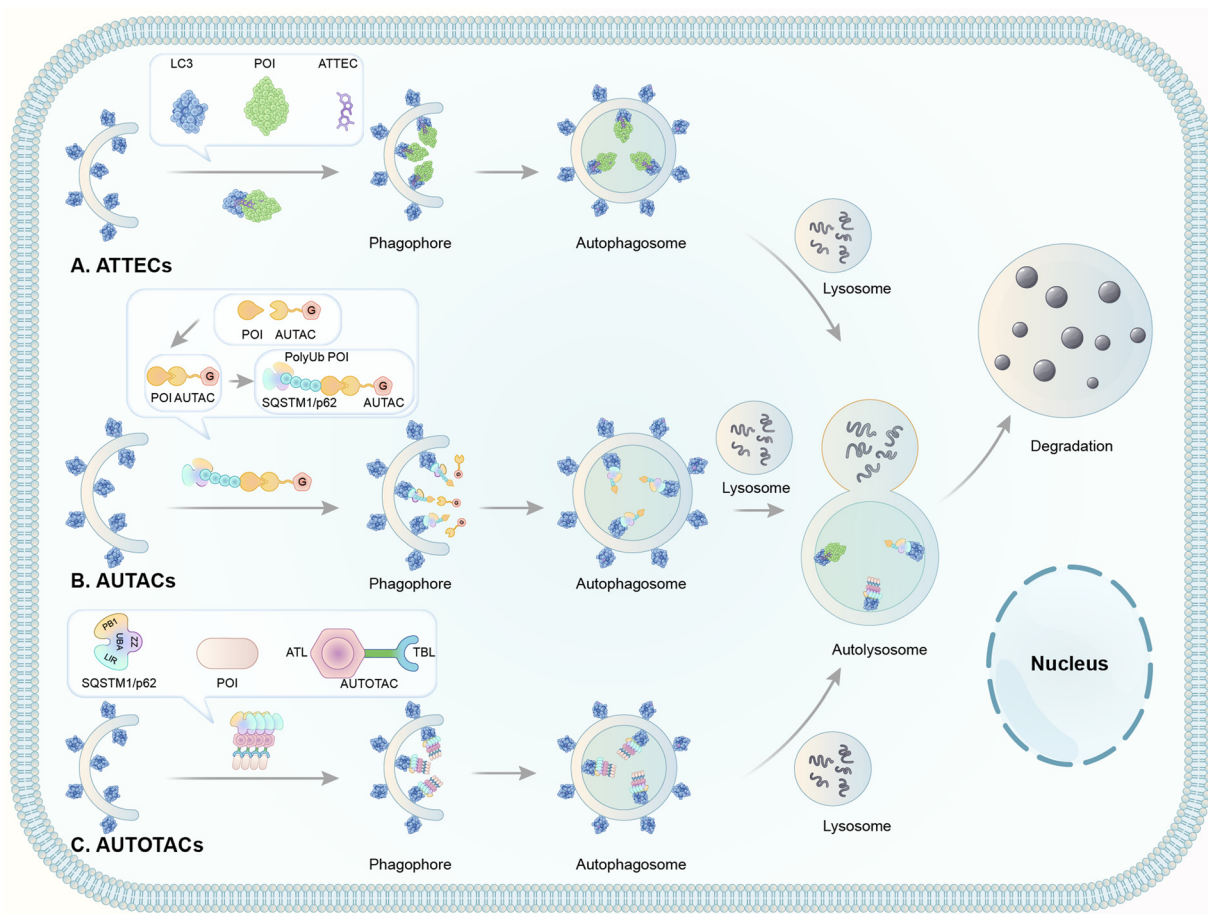 LC3 POI ATTEC
Phagophore Autophagosome
A. ATTECs
Lysosome
G
POI AUTAC
PolyUb POI
G
G
POI AUTAC
SQSTM1/p62 AUTAC
G
G
G
G
Lysosome
Degradation
Phagophore Autophagosome
B. AUTACs
PB1
UBA
ZZ
LIR
ATL TBL
SQSTM1/p62 POI AUTOTAC
Autolysosome
Nucleus
Lysosome
C. AUTOTACs
Phagophore Autophagosome